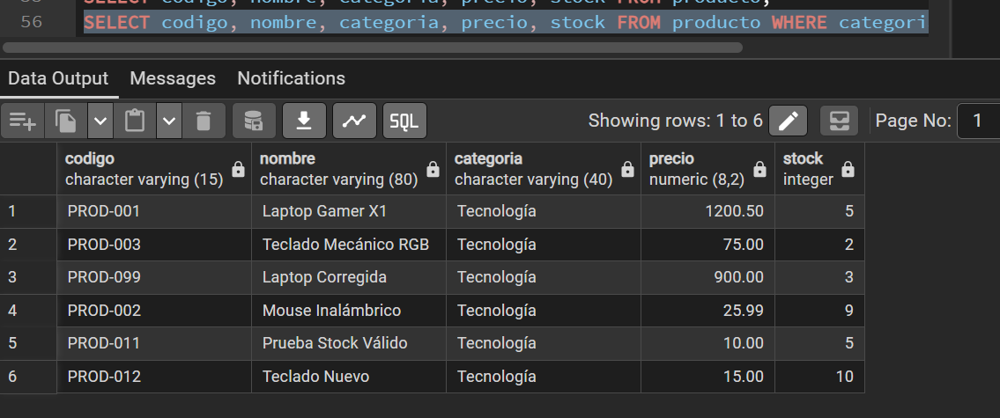 SELECT codigo, nombre, categoria, precio, stock FROM producto;
56 SELECT codigo, nombre, categoria, precio, stock FROM producto WHERE categori
Data Output Messages Notifications
SQL Showing rows: 1 to 6 Page No: 1
codigo nombre categoria precio stock
character varying (15) character varying (80) character varying (40) numeric (8,2) integer
1 PROD-001 Laptop Gamer X1 Tecnología 1200.50 5
2 PROD-003 Teclado Mecánico RGB Tecnología 75.00 2
3 PROD-099 Laptop Corregida Tecnología 900.00 3
4 PROD-002 Mouse Inalámbrico Tecnología 25.99 9
5 PROD-011 Prueba Stock Válido Tecnología 10.00 5
6 PROD-012 Teclado Nuevo Tecnología 15.00 10